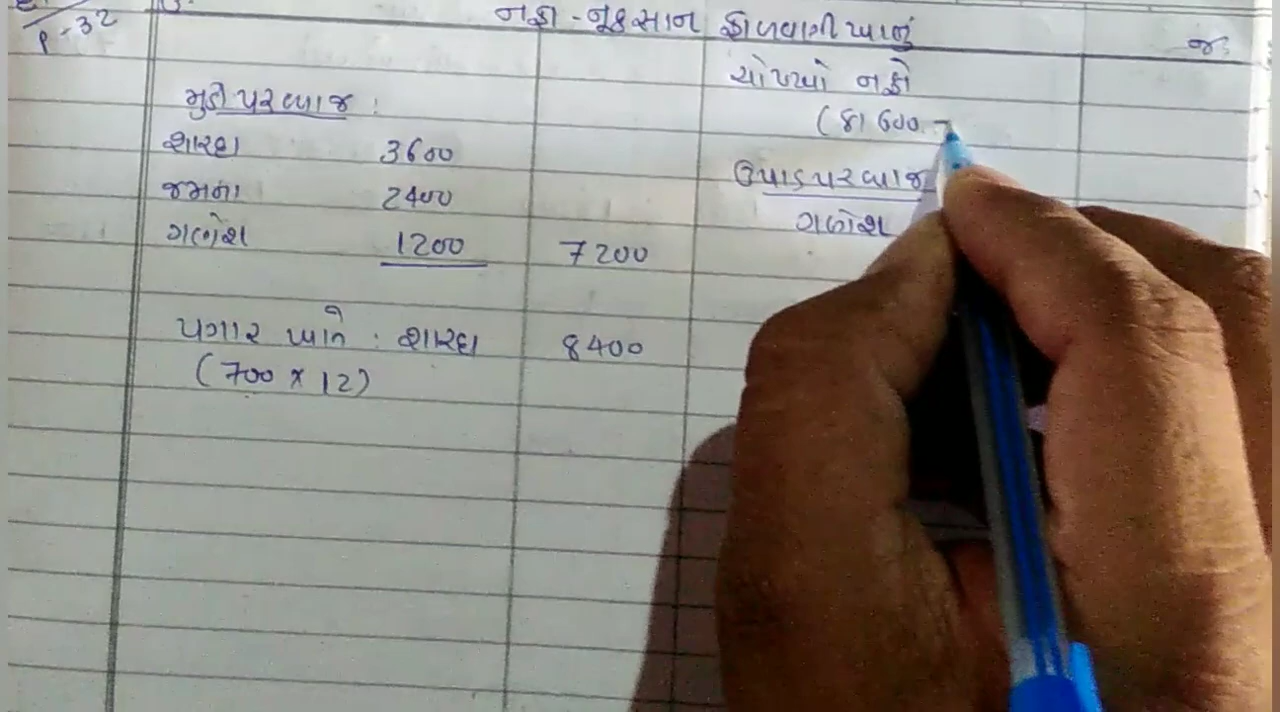 P-32
નફા-નુકસાન ફાળવણી ખાતું
જ:
ચોખ્ખો નફો
મુડી પર વ્યાજ :
(81600 -
શારદા 3600
ઉપાડ પર વ્યાજ
જમના 2400
ગણેશ
ગણેશ 1200 7200
પગાર ખાતે : શારદા 8400
(700 x 12)